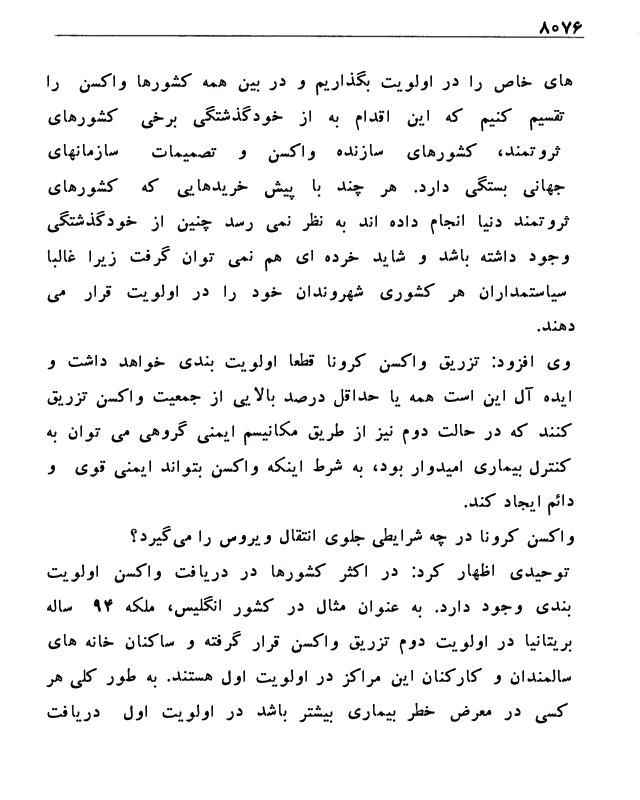 ۸۰۷۶
های خاص را در اولویت بگذاریم و در بین همه کشورها واکسن را
تقسیم کنیم که این اقدام به از خودگذشتگی برخی کشورهای
ثروتمند، کشورهای سازنده واکسن و تصمیمات سازمانهای
جهانی بستگی دارد. هر چند با پیش خریدهایی که کشورهای
ثروتمند دنیا انجام داده اند به نظر نمی رسد چنین از خودگذشتگی
وجود داشته باشد و شاید خرده ای هم نمی توان گرفت زیرا غالبا
سیاستمداران هر کشوری شهروندان خود را در اولویت قرار می
دهند.
وی افزود: تزریق واکسن کرونا قطعا اولویت بندی خواهد داشت و
ایده آل این است همه یا حداقل درصد بالایی از جمعیت واکسن تزریق
کنند که در حالت دوم نیز از طریق مکانیسم ایمنی گروهی می توان به
کنترل بیماری امیدوار بود، به شرط اینکه واکسن بتواند ایمنی قوی و
دائم ایجاد کند.
واکسن کرونا در چه شرایطی جلوی انتقال ویروس را می‌گیرد؟
توحیدی اظهار کرد: در اکثر کشورها در دریافت واکسن اولویت
بندی وجود دارد. به عنوان مثال در کشور انگلیس، ملکه ۹۴ ساله
بریتانیا در اولویت دوم تزریق واکسن قرار گرفته و ساکنان خانه های
سالمندان و کارکنان این مراکز در اولویت اول هستند. به طور کلی هر
کسی در معرض خطر بیماری بیشتر باشد در اولویت اول دریافت